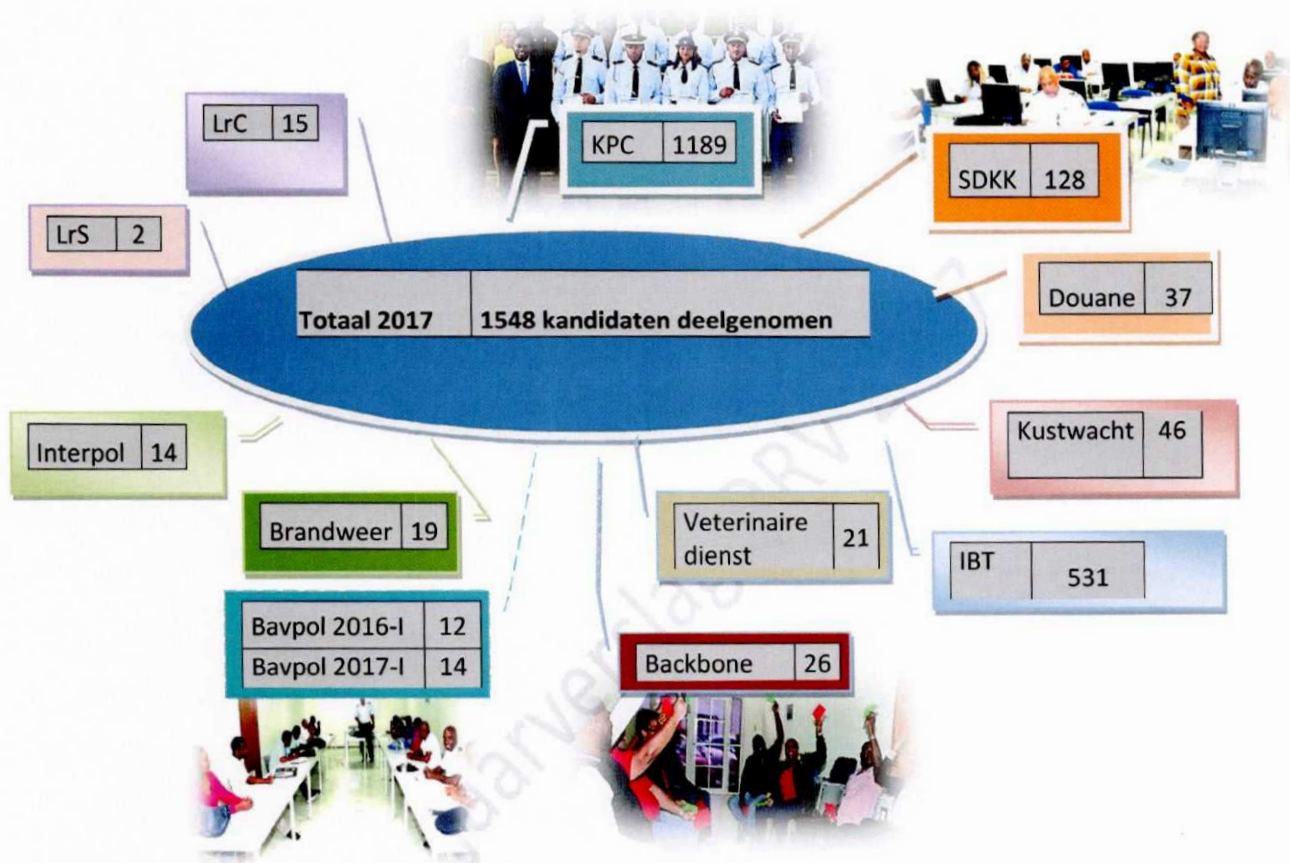 LrC 15
KPC 1189
SDKK 128
LrS 2
Douane 37
Totaal 2017 1548 kandidaten deelgenomen
Interpol 14
Kustwacht 46
Brandweer 19
Veterinaire
dienst 21
IBT 531
Bavpol 2016-I 12
Bavpol 2017-I 14
Backbone 26